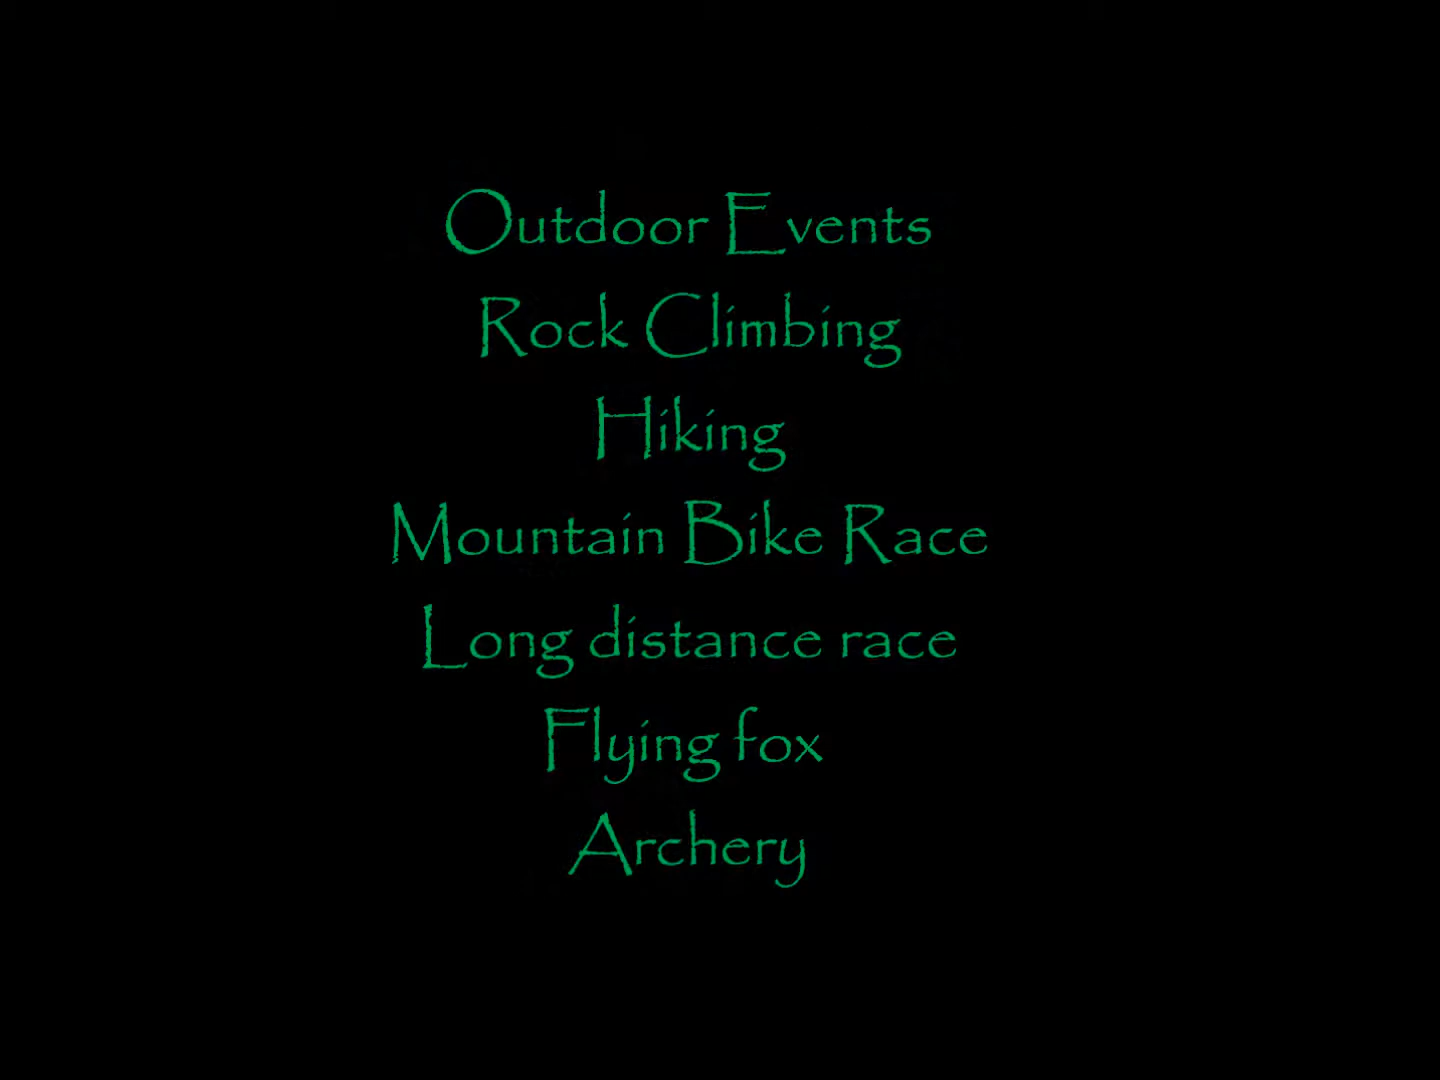 Outdoor Events
Rock Climbing
Hiking
Mountain Bike Race
Long distance race
Flying fox
Archery